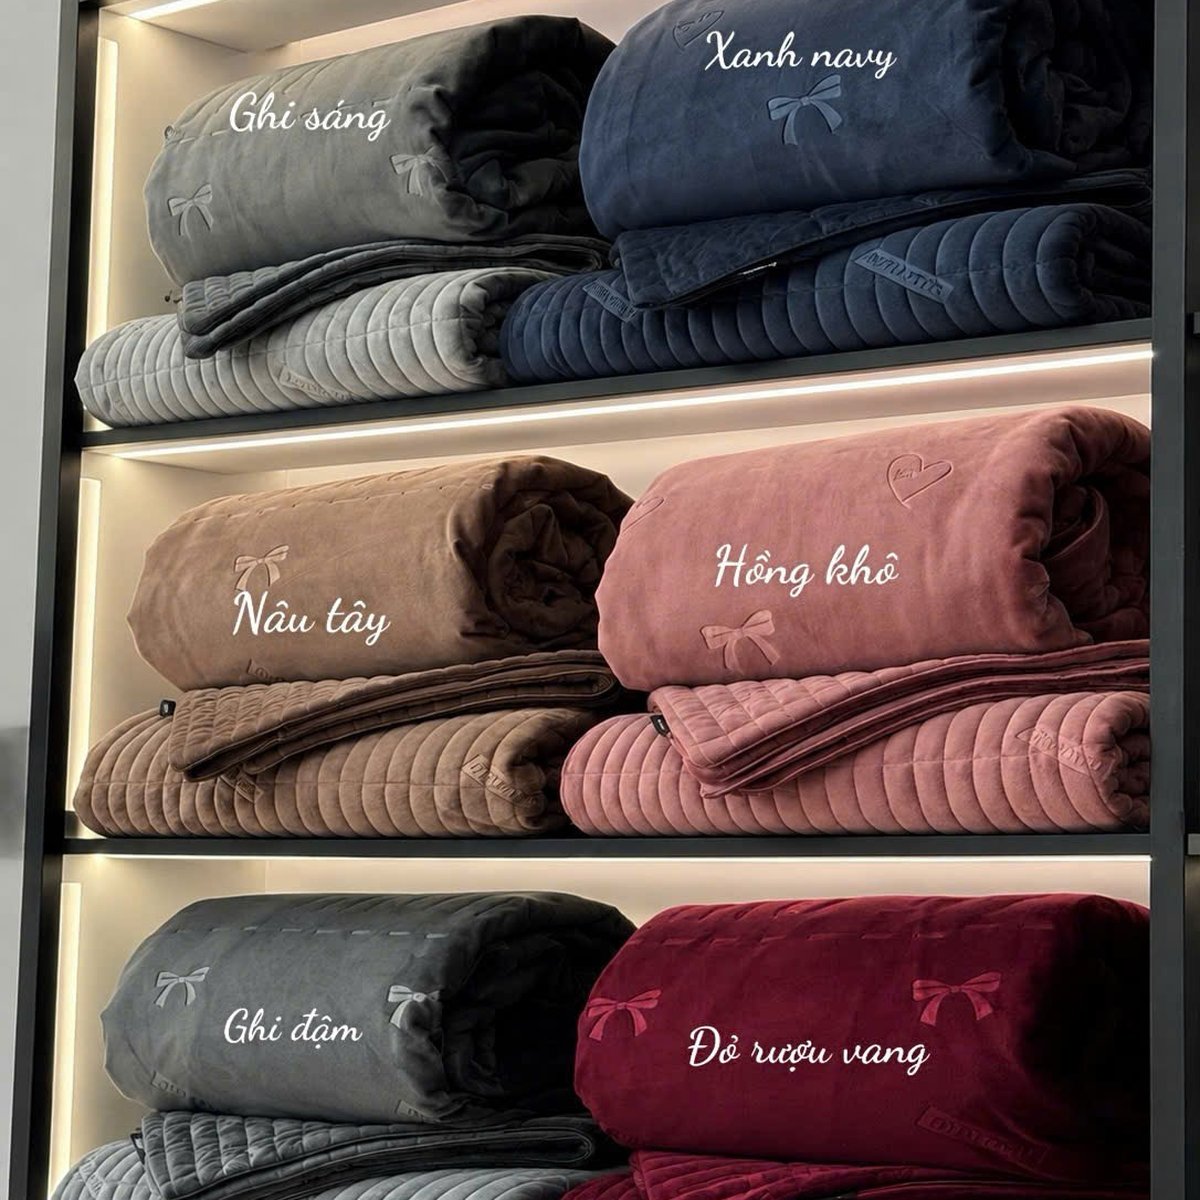 Ghi sáng
Xanh navy
Nâu tây
Hồng khô
Ghi đậm
Đỏ rượu vang